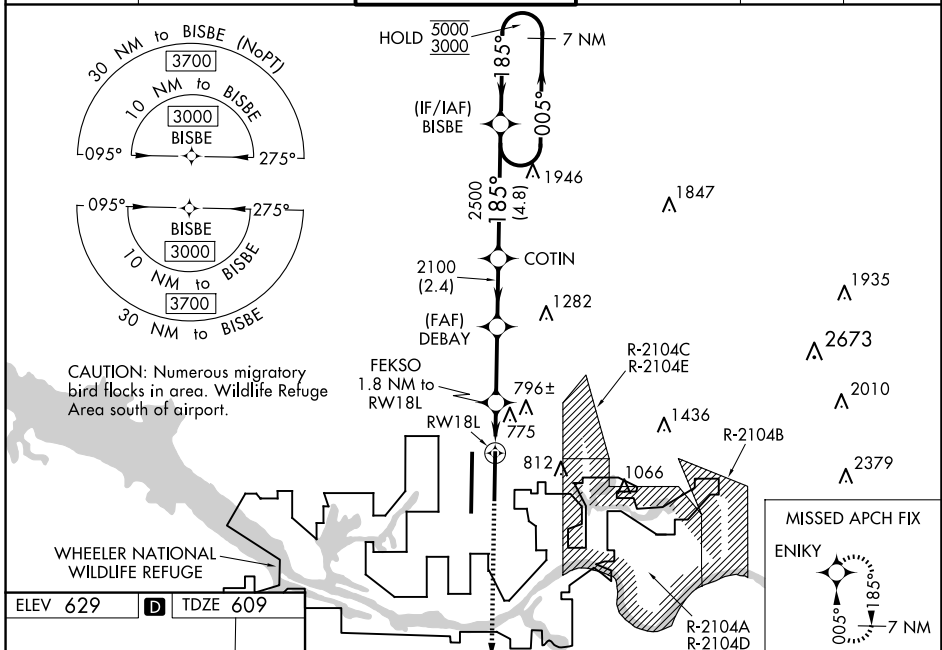 30 NM to BISBE (NoPT)
3700
10 NM to BISBE
3000
BISBE
095°
275°
095°
275°
BISBE
3000
10 NM to BISBE
3700
30 NM to BISBE
CAUTION: Numerous migratory
bird flocks in area. Wildlife Refuge
Area south of airport.
HOLD 5000
3000
7 NM
185°
005°
(IF/IAF)
BISBE
1946
2500
185°
(4.8)
1847
COTIN
2100
(2.4)
1282
1935
(FAF)
DEBAY
2673
R-2104C
R-2104E
FEKSO
1.8 NM to
RW18L
796±
775
2010
1436
RW18L
R-2104B
812
1066
2379
WHEELER NATIONAL
WILDLIFE REFUGE
MISSED APCH FIX
ENIKY
185°
005°
7 NM
R-2104A
R-2104D
ELEV 629 D TDZE 609